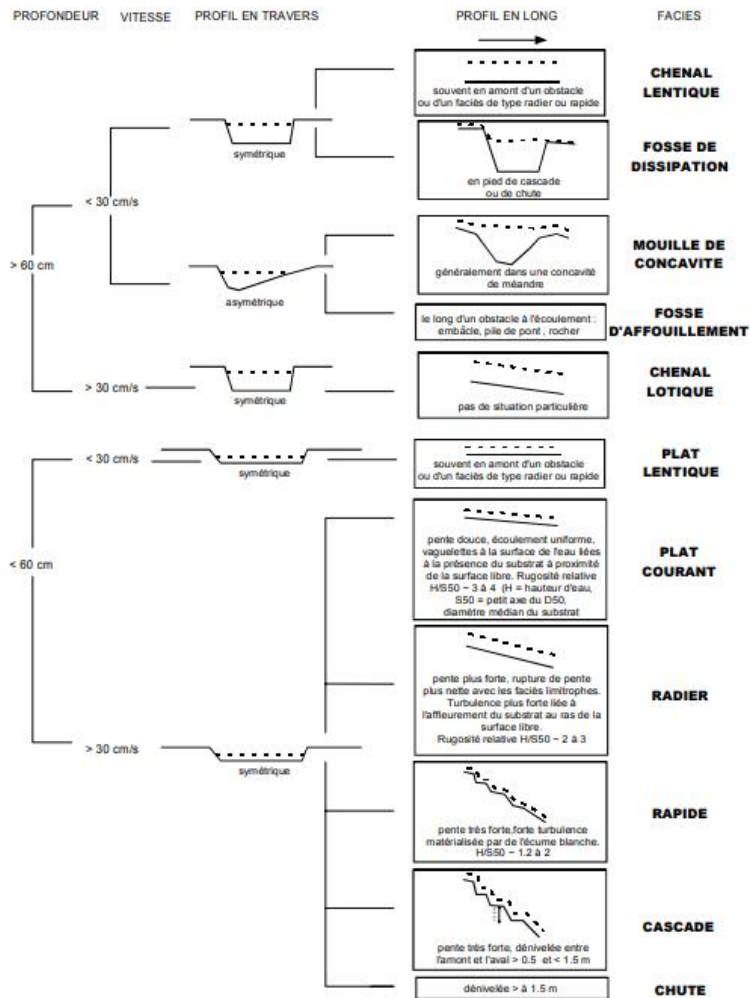 PROFONDEUR VITESSE PROFIL EN TRAVERS PROFIL EN LONG FACIES
souvent en amont d'un obstacle
ou d'un faciès de type radier ou rapide
CHENAL
LENTIQUE
symétrique
en pied de cascade
ou de chute
FOSSE DE
DISSIPATION
< 30 cm/s
> 60 cm
asymétrique
généralement dans une concavité
de méandre
MOUILLE DE
CONCAVITE
le long d'un obstacle à l'écoulement :
embâcle, pile de pont , rocher
FOSSE
D'AFFOUILLEMENT
> 30 cm/s
symétrique
pas de situation particulière
CHENAL
LOTIQUE
< 30 cm/s
symétrique
souvent en amont d'un obstacle
ou d'un faciès de type radier ou rapide
PLAT
LENTIQUE
< 60 cm
pente douce, écoulement uniforme,
vaguelettes à la surface de l'eau liées
à la présence du substrat à proximité
de la surface libre. Rugosité relative
H/S50 ~ 3 à 4 (H = hauteur d'eau,
S50 = petit axe du D50,
diamètre médian du substrat
PLAT
COURANT
pente plus forte, rupture de pente
plus nette avec les faciés limitrophes.
Turbulence plus forte liée à
l'affleurement du substrat au ras de la
surface libre.
Rugosité relative H/S50 ~ 2 à 3
RADIER
> 30 cm/s
symétrique
pente très forte,forte turbulence
matérialisée par de l'écume blanche.
H/S50 ~ 1.2 à 2
RAPIDE
pente très forte, dénivelée entre
l'amont et l'aval > 0.5 et < 1.5 m
CASCADE
dénivelée > à 1.5 m
CHUTE